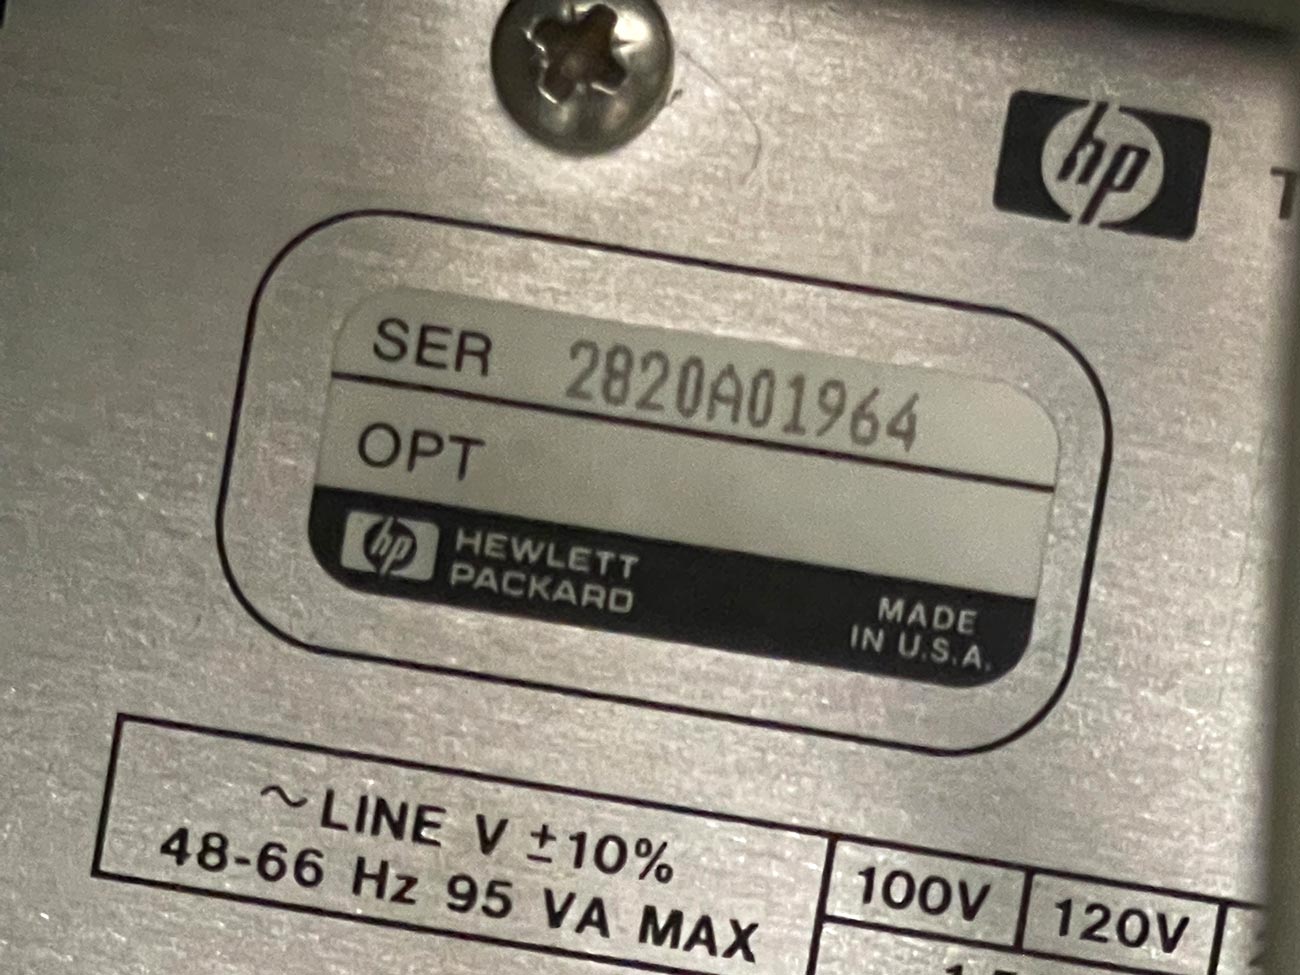 hp
SER 2820A01964
OPT
hp HEWLETT
PACKARD
MADE
IN U.S.A.
~ LINE V ±10%
48-66 Hz 95 VA MAX
100V 120V